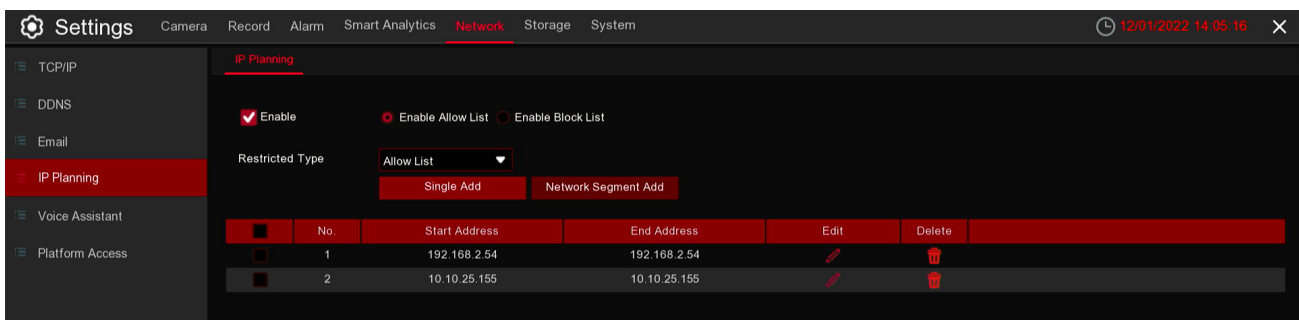 Settings Camera Record Alarm Smart Analytics Network Storage System 12/01/2022 14:05:16
TCP/IP
IP Planning
DDNS
Enable Enable Allow List Enable Block List
Email
Restricted Type Allow List
IP Planning
Single Add Network Segment Add
Voice Assistant
No. Start Address End Address Edit Delete
Platform Access
1 192.168.2.54 192.168.2.54
2 10.10.25.155 10.10.25.155